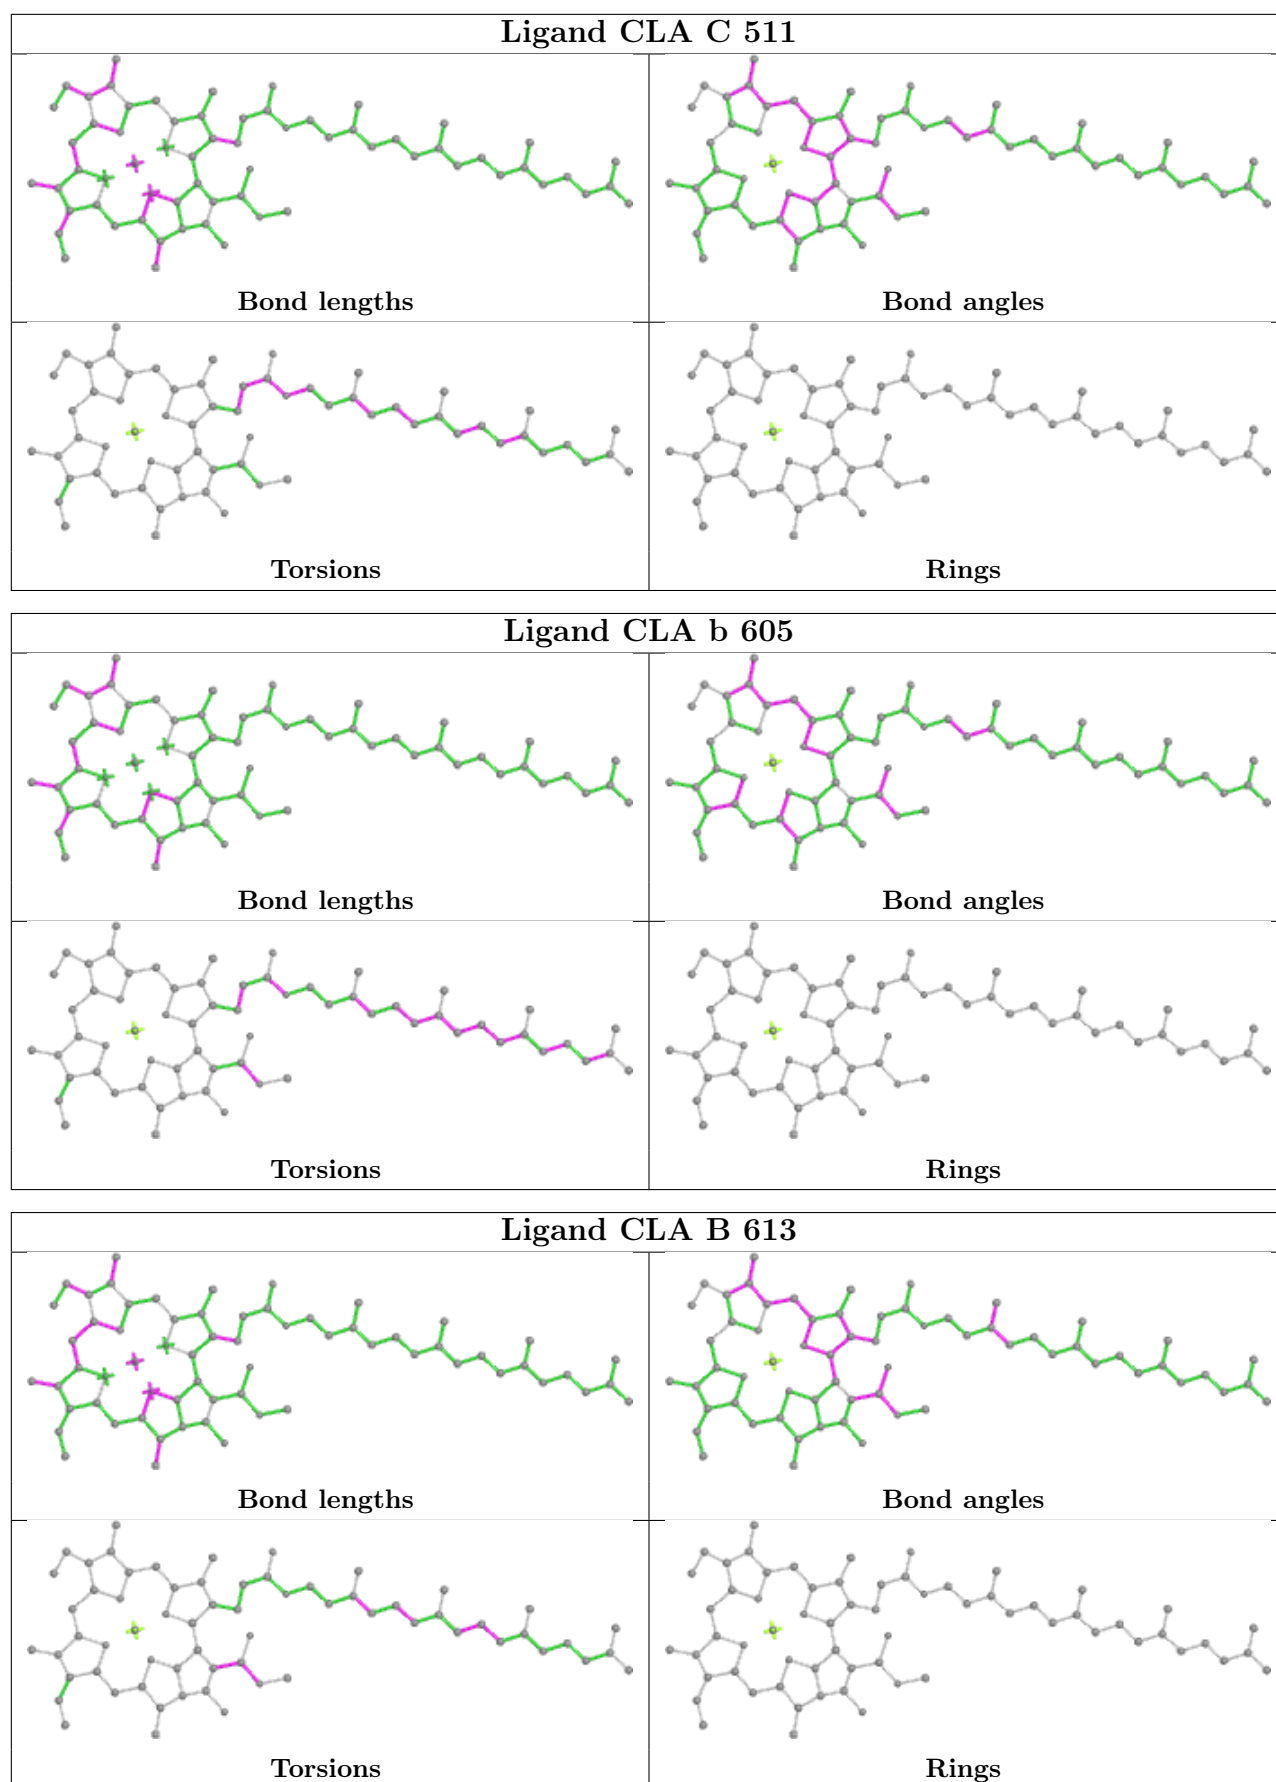 Ligand CLA C 511
Bond lengths
Bond angles
Torsions
Rings
Ligand CLA b 605
Bond lengths
Bond angles
Torsions
Rings
Ligand CLA B 613
Bond lengths
Bond angles
Torsions
Rings